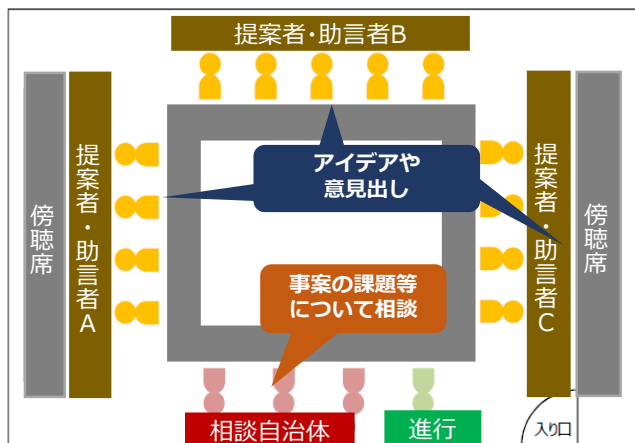 提案者・助言者B
傍聴席
提案者・助言者A
アイデアや
意見出し
提案者・助言者C
傍聴席
事案の課題等
について相談
相談自治体
進行
入り口